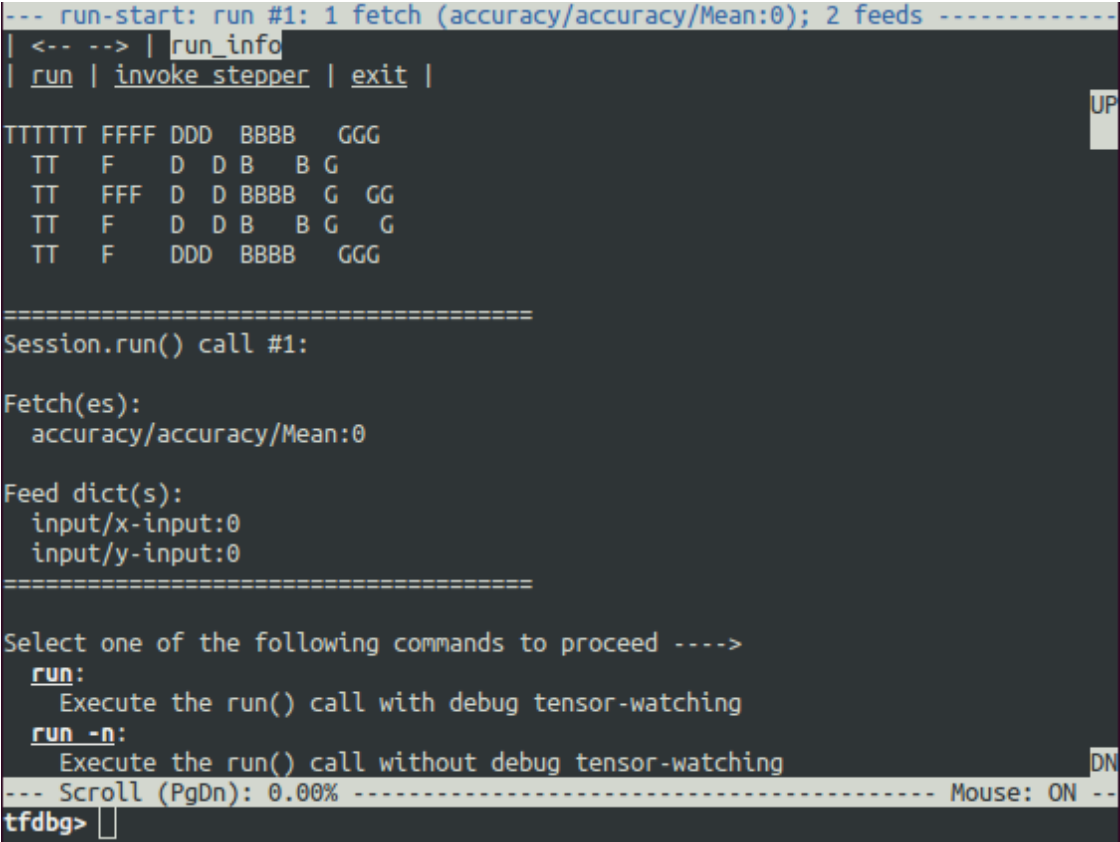 --- run-start: run #1: 1 fetch (accuracy/accuracy/Mean:0); 2 feeds -------------
| <-- --> | run_info
| run | invoke stepper | exit |
UP
TTTTTT FFFF DDD  BBBB   GGG
  TT   F    D  D B   B G
  TT   FFF  D  D BBBB  G  GG
  TT   F    D  D B   B G   G
  TT   F    DDD  BBBB   GGG
======================================
Session.run() call #1:
Fetch(es):
  accuracy/accuracy/Mean:0
Feed dict(s):
  input/x-input:0
  input/y-input:0
======================================
Select one of the following commands to proceed ---->
  run:
    Execute the run() call with debug tensor-watching
  run -n:
    Execute the run() call without debug tensor-watching DN
--- Scroll (PgDn): 0.00% ------------------------------------------ Mouse: ON --
tfdbg>